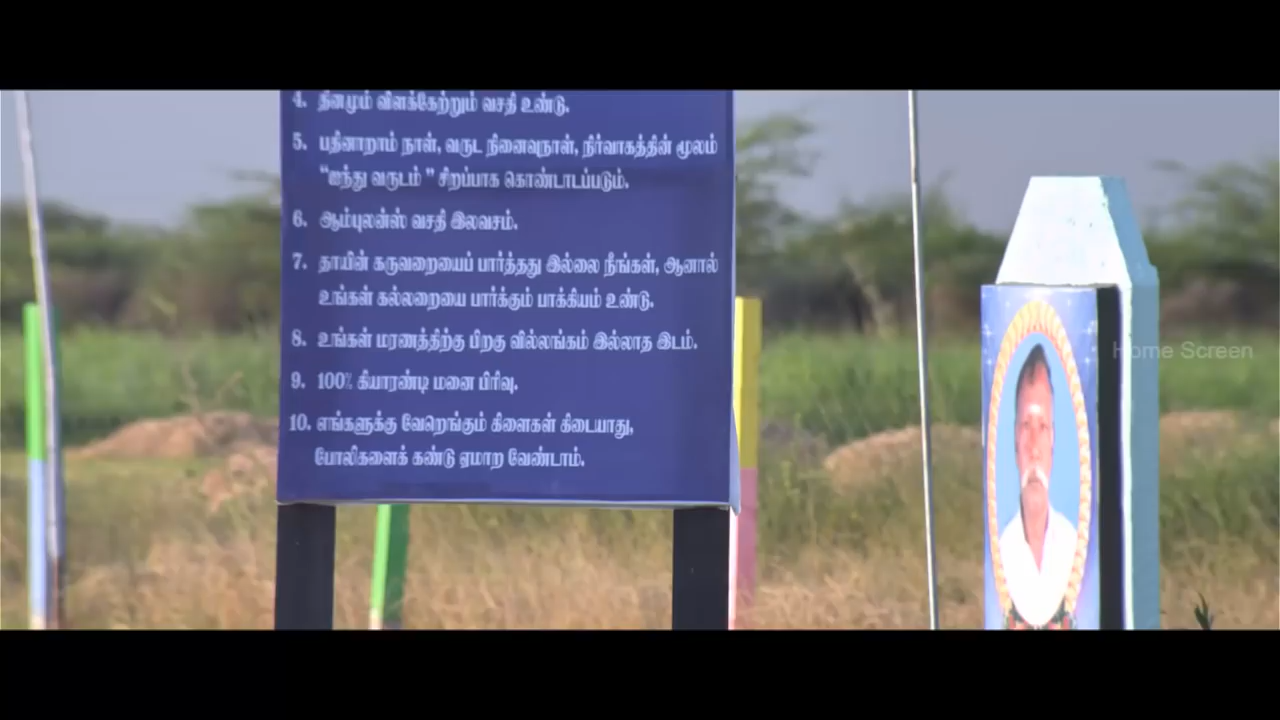 4. தினமும் விளக்கேற்றும் வசதி உண்டு.
5. பதினாறாம் நாள், வருட நினைவுநாள், நிர்வாகத்தின் மூலம்
“ஐந்து வருடம் ” சிறப்பாக கொண்டாடப்படும்.
6. ஆம்புலன்ஸ் வசதி இலவசம்.
7. தாயின் கருவறையைப் பார்த்தது இல்லை நீங்கள், ஆனால்
உங்கள் கல்லறையை பார்க்கும் பாக்கியம் உண்டு.
8. உங்கள் மரணத்திற்கு பிறகு வில்லங்கம் இல்லாத இடம்.
9. 100% கியாரண்டி மனை பிரிவு.
10. எங்களுக்கு வேறெங்கும் கிளைகள் கிடையாது,
போலிகளைக் கண்டு ஏமாற வேண்டாம்.
Home Screen